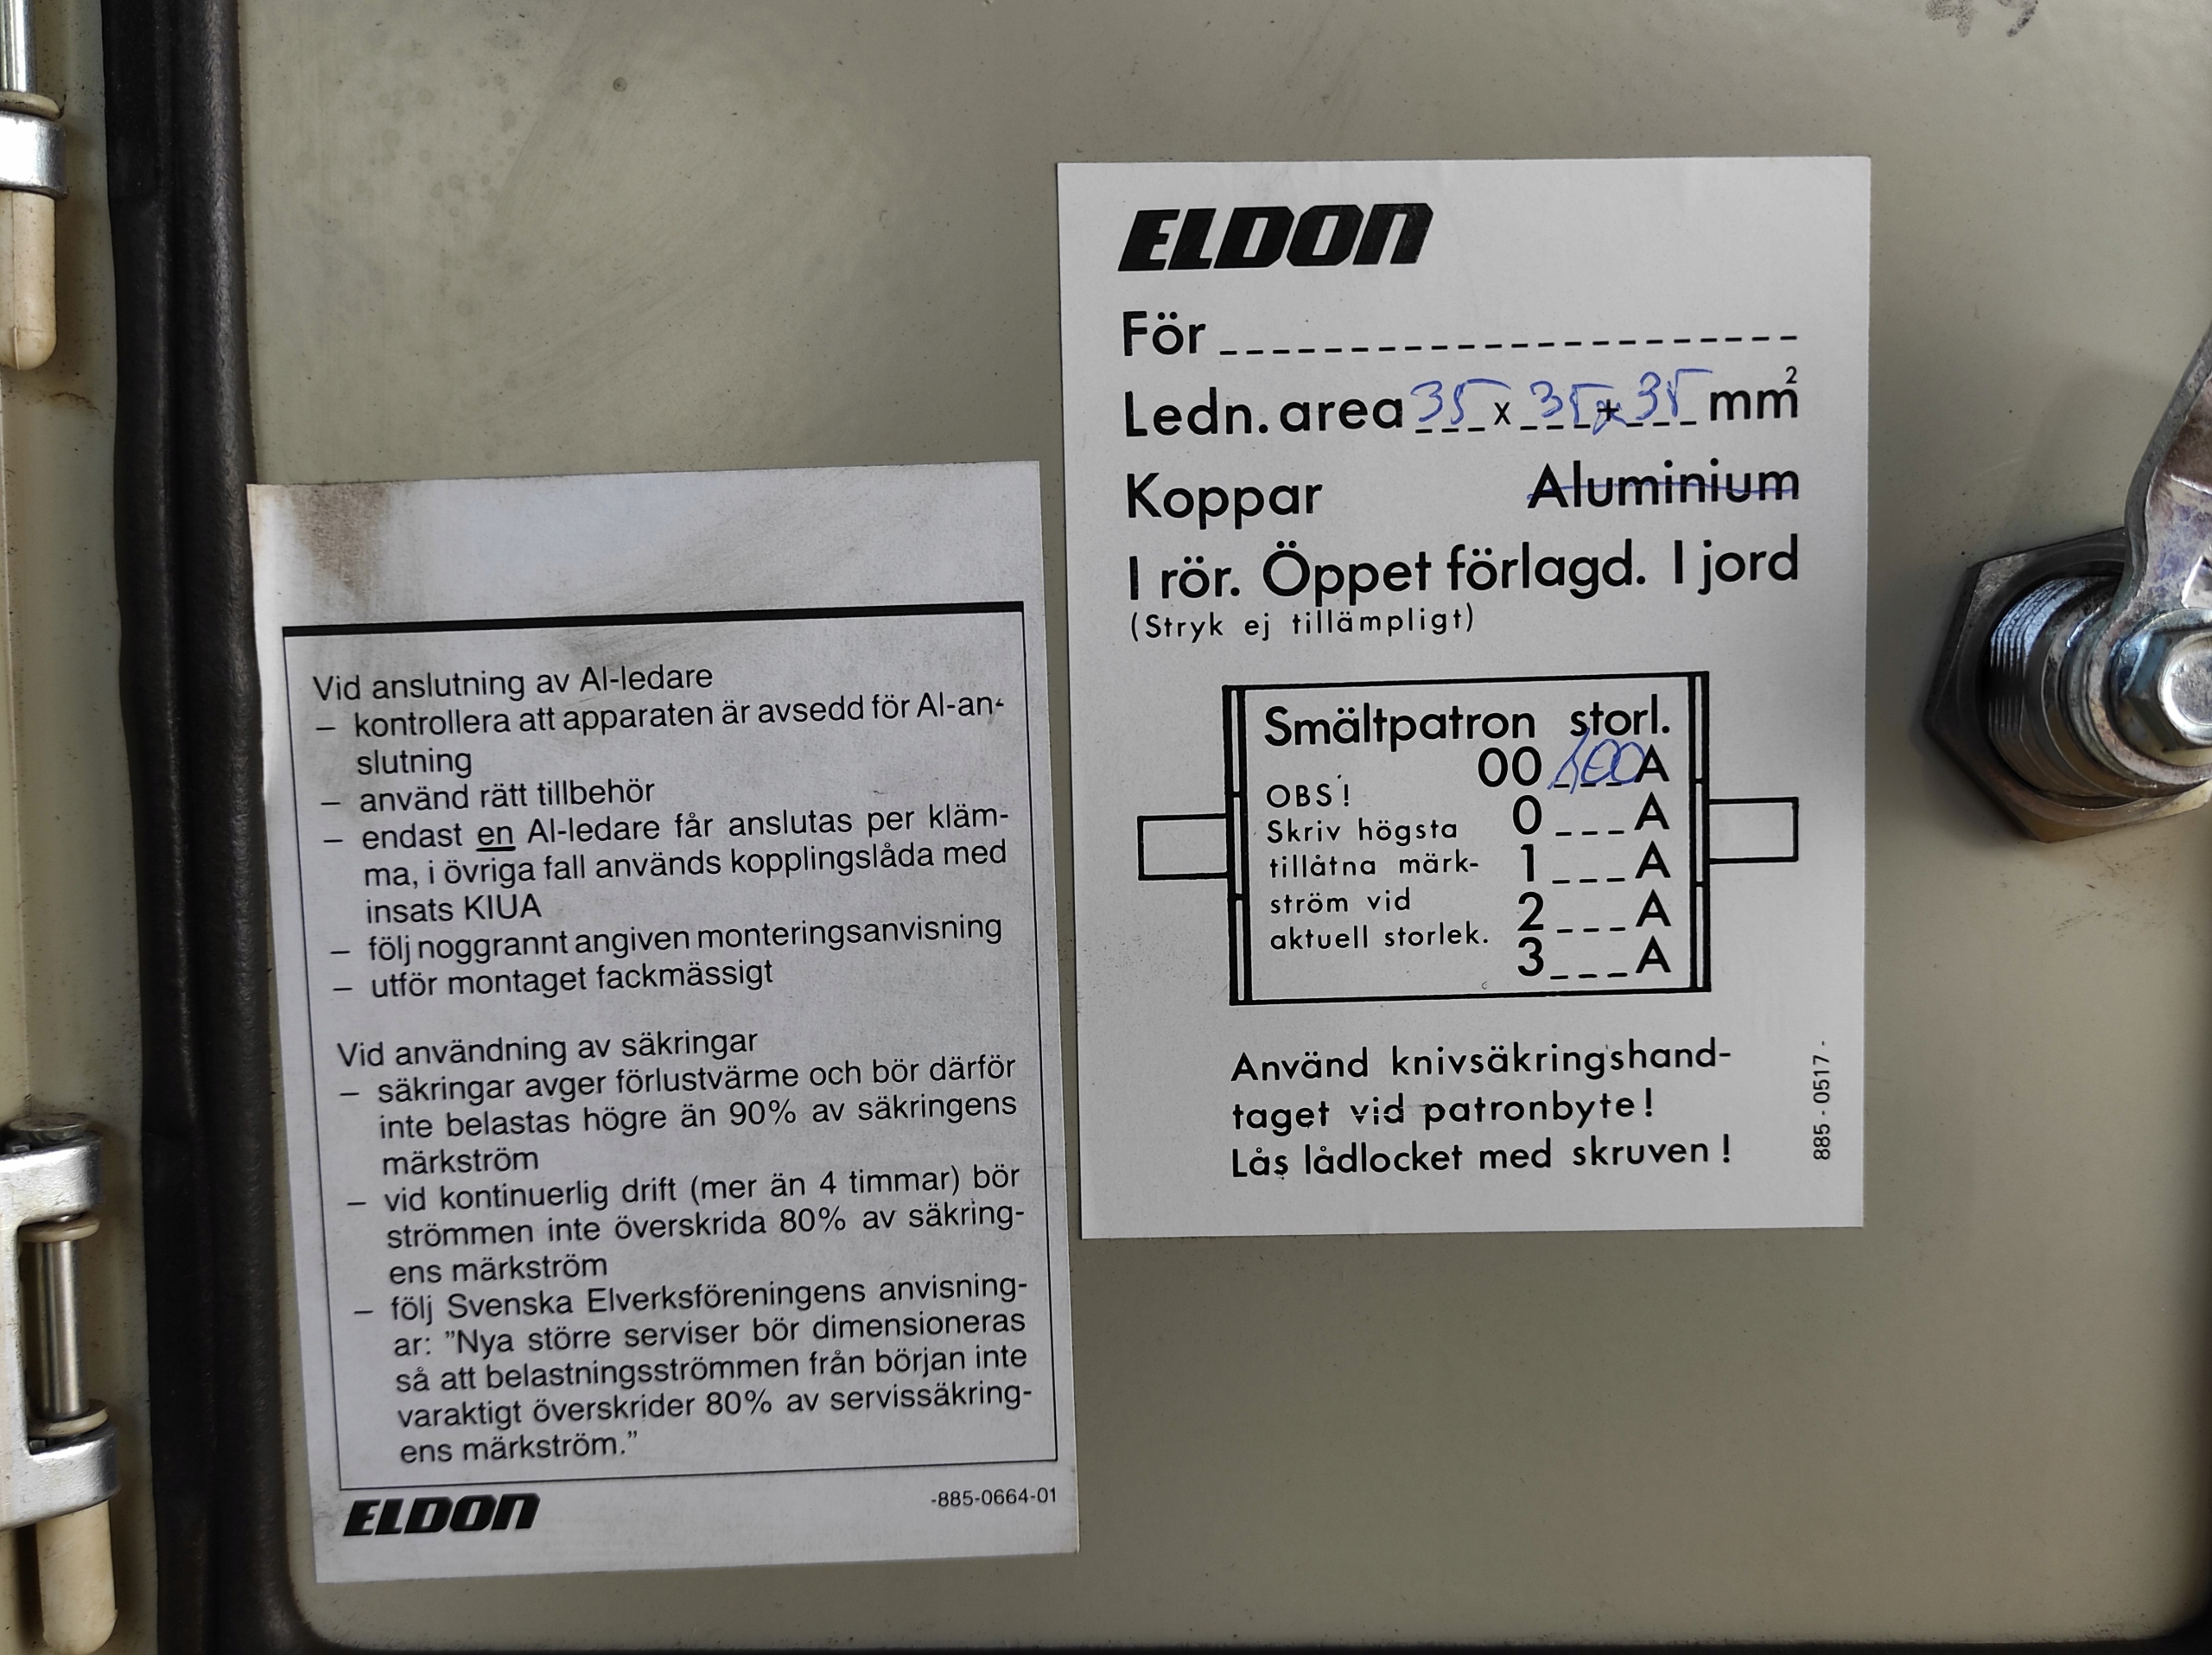 Vid anslutning av Al-ledare
– kontrollera att apparaten är avsedd för Al-an-
slutning
– använd rätt tillbehör
– endast en Al-ledare får anslutas per kläm-
ma, i övriga fall används kopplingslåda med
insats KIUA
– följ noggrannt angiven monteringsanvisning
– utför montaget fackmässigt
Vid användning av säkringar
– säkringar avger förlustvärme och bör därför
inte belastas högre än 90% av säkringens
märkström
– vid kontinuerlig drift (mer än 4 timmar) bör
strömmen inte överskrida 80% av säkring-
ens märkström
– följ Svenska Elverksföreningens anvisning-
ar: ”Nya större serviser bör dimensioneras
så att belastningsströmmen från början inte
varaktigt överskrider 80% av servissäkring-
ens märkström.”
ELDON
-885-0664-01
ELDON
För
Ledn. area 35 x 35 + 35 mm²
Koppar Aluminium
I rör. Öppet förlagd. I jord
(Stryk ej tillämpligt)
Smältpatron storl.
OBS!
Skriv högsta
tillåtna märk-
ström vid
aktuell storlek.
00 A
0 ___ A
1 ___ A
2 ___ A
3 ___ A
Använd knivsäkringshand-
taget vid patronbyte!
Lås lådlocket med skruven!
885 - 0517 -